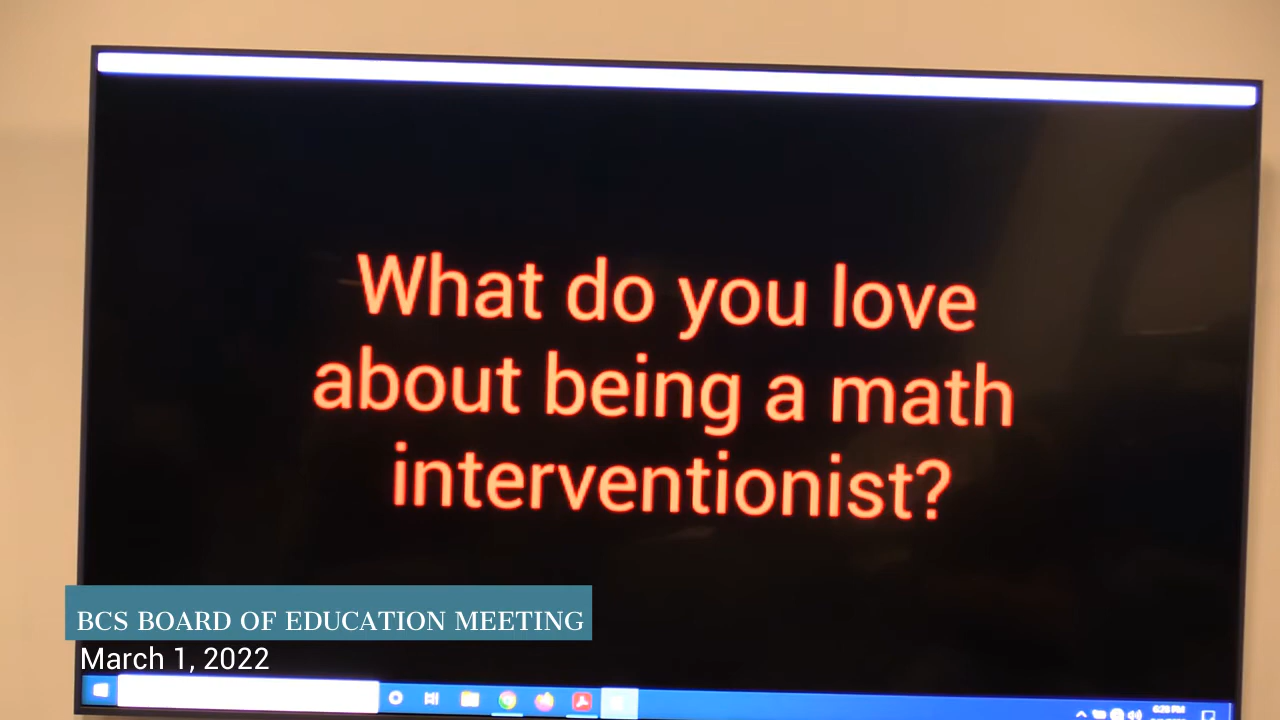 What do you love
about being a math
interventionist?
BCS BOARD OF EDUCATION MEETING
March 1, 2022